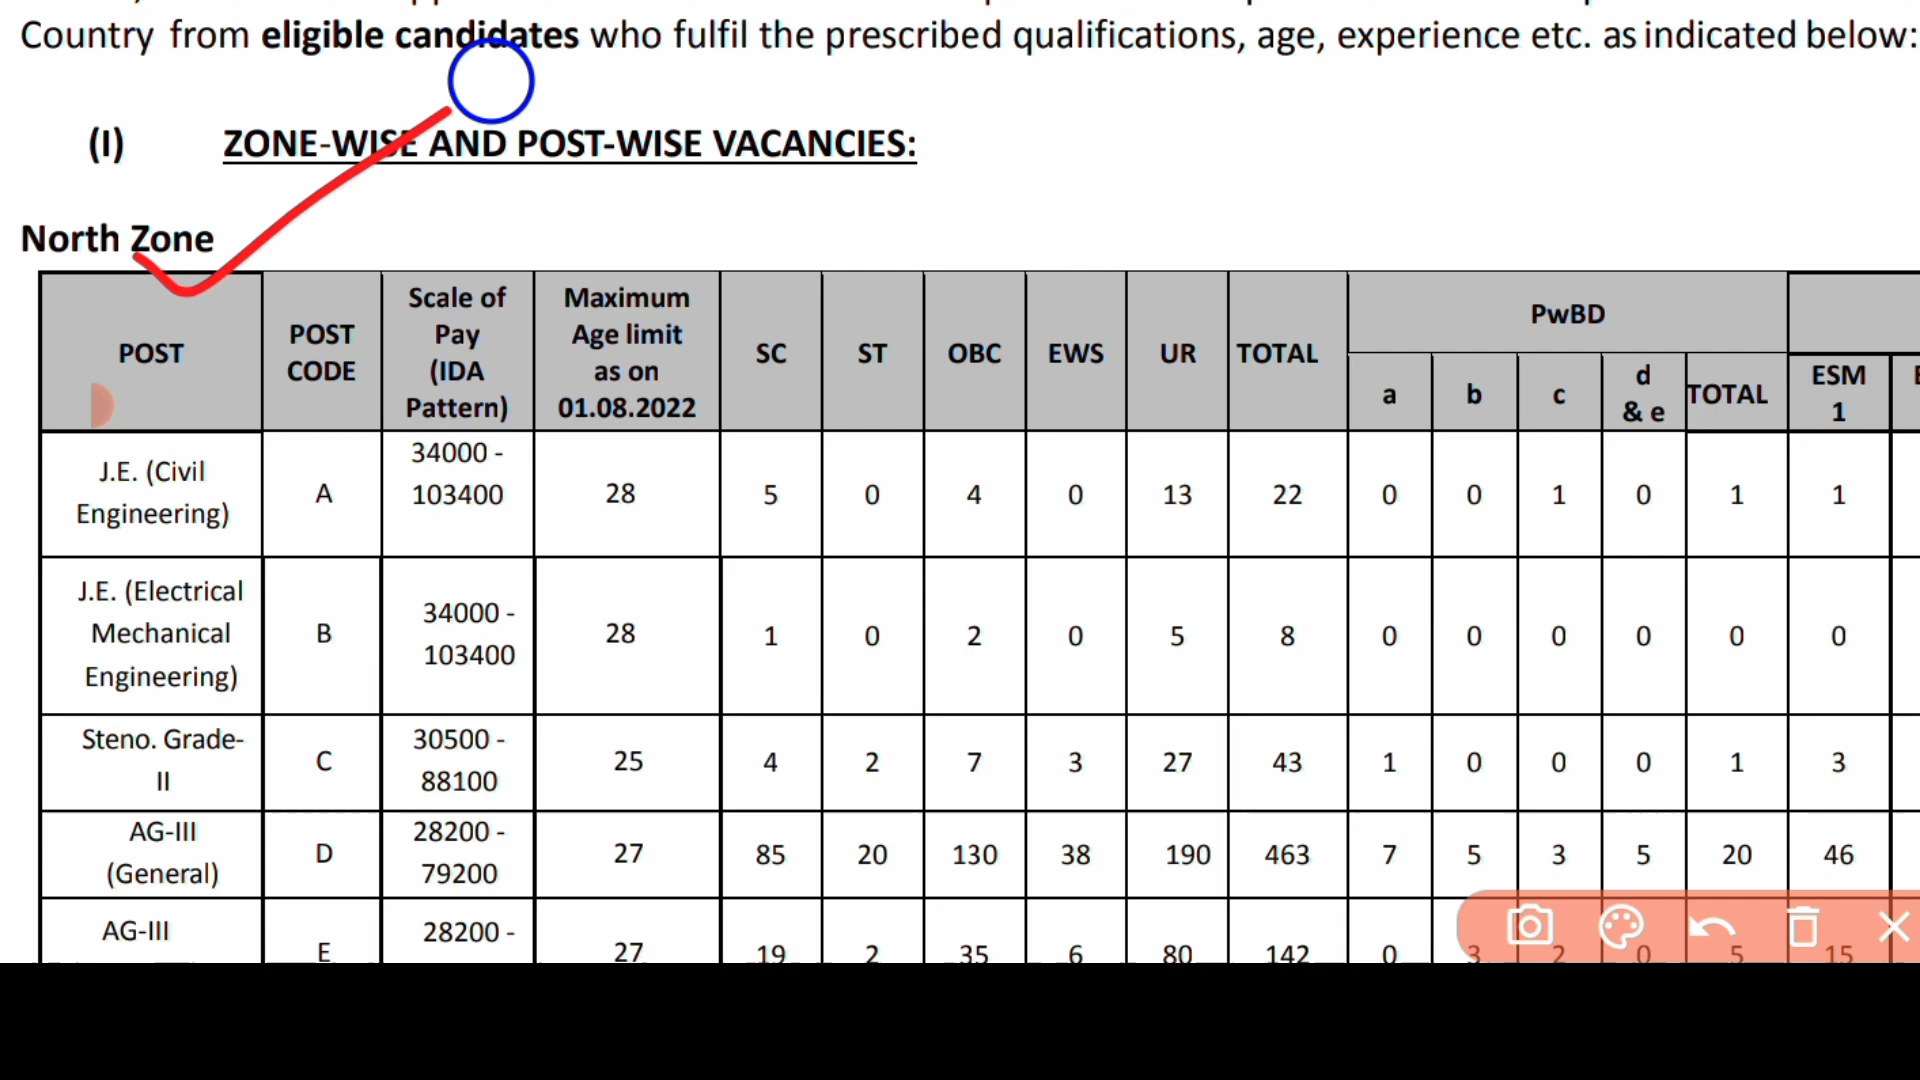 Country from eligible candidates who fulfil the prescribed qualifications, age, experience etc. as indicated below:
(I) ZONE-WISE AND POST-WISE VACANCIES:
North Zone
POST
POST
CODE
Scale of
Pay
(IDA
Pattern)
Maximum
Age limit
as on
01.08.2022
SC
ST
OBC
EWS
UR
TOTAL
PwBD
a
b
c
d
& e
TOTAL
ESM
1
J.E. (Civil
Engineering)
A
34000 -
103400
28
5
0
4
0
13
22
0
0
1
0
1
1
J.E. (Electrical
Mechanical
Engineering)
B
34000 -
103400
28
1
0
2
0
5
8
0
0
0
0
0
0
Steno. Grade-
II
C
30500 -
88100
25
4
2
7
3
27
43
1
0
0
0
1
3
AG-III
(General)
D
28200 -
79200
27
85
20
130
38
190
463
7
5
3
5
20
46
AG-III
E
28200 -
27
19
2
35
6
80
142
0
3
2
0
5
15